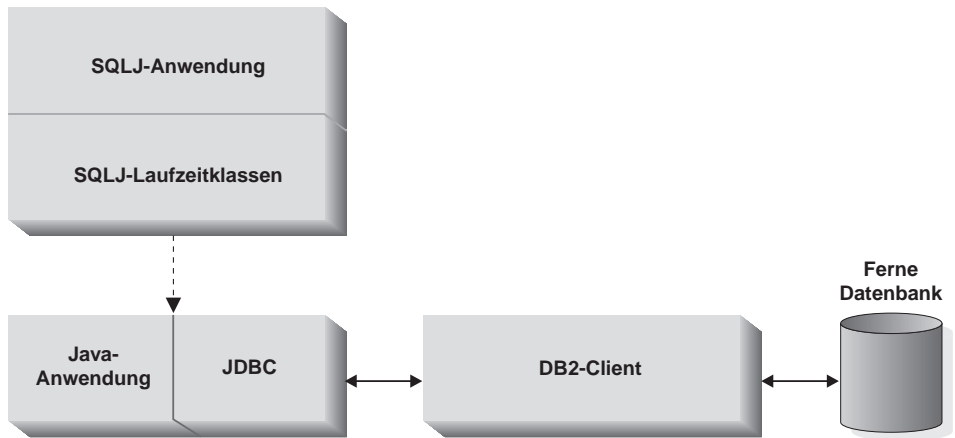 SQLJ-Anwendung
SQLJ-Laufzeitklassen
Ferne
Datenbank
Java-
Anwendung
JDBC
DB2-Client